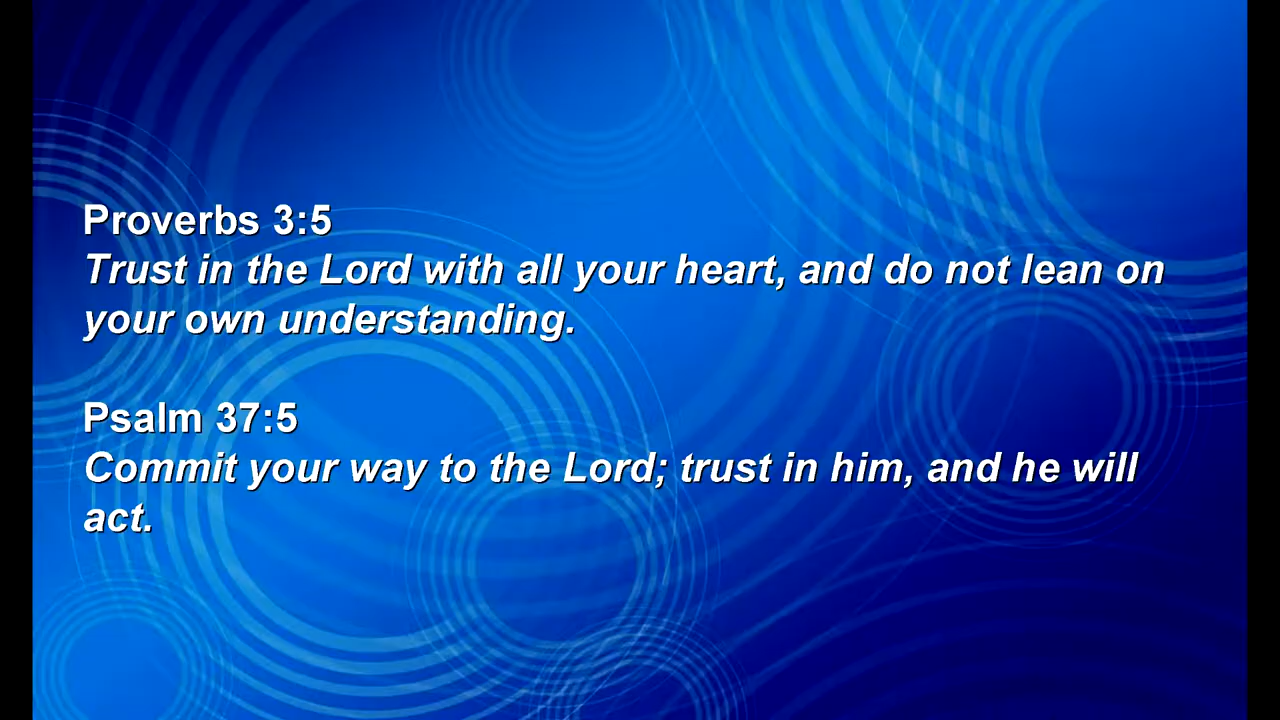 Proverbs 3:5
Trust in the Lord with all your heart, and do not lean on
your own understanding.
Psalm 37:5
Commit your way to the Lord; trust in him, and he will
act.